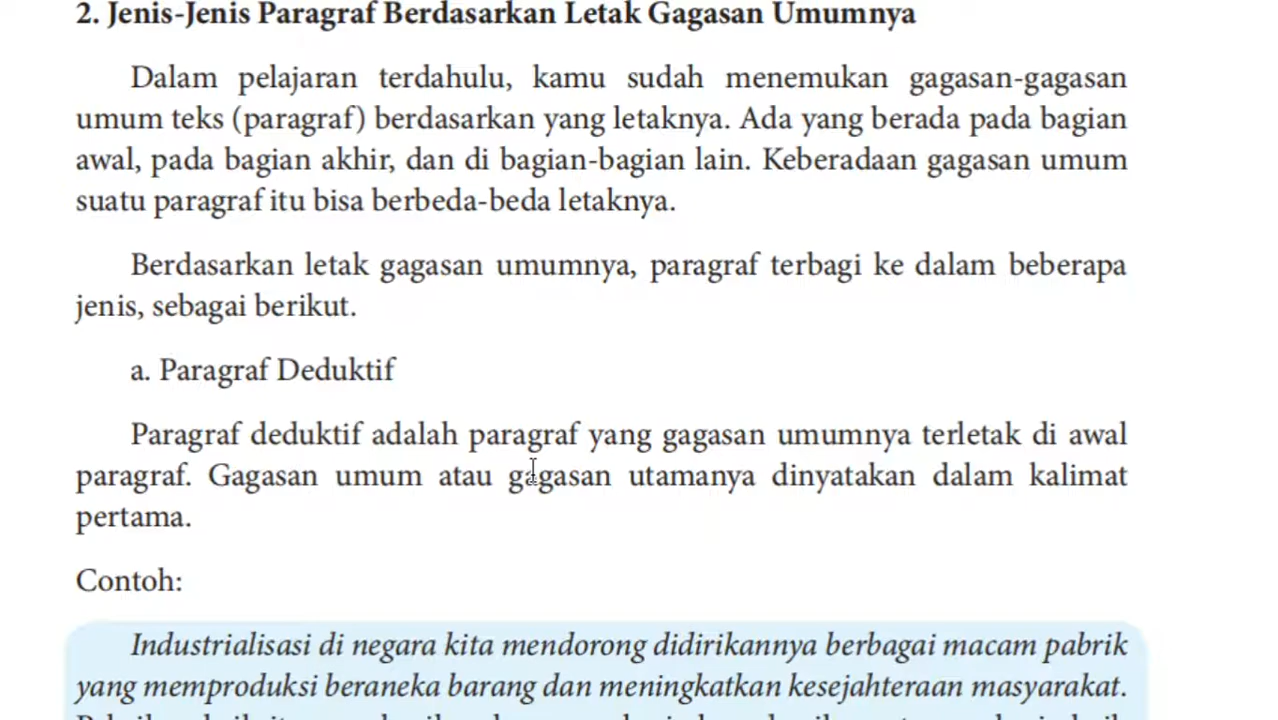 2. Jenis-Jenis Paragraf Berdasarkan Letak Gagasan Umumnya
Dalam pelajaran terdahulu, kamu sudah menemukan gagasan-gagasan
umum teks (paragraf) berdasarkan yang letaknya. Ada yang berada pada bagian
awal, pada bagian akhir, dan di bagian-bagian lain. Keberadaan gagasan umum
suatu paragraf itu bisa berbeda-beda letaknya.
Berdasarkan letak gagasan umumnya, paragraf terbagi ke dalam beberapa
jenis, sebagai berikut.
a. Paragraf Deduktif
Paragraf deduktif adalah paragraf yang gagasan umumnya terletak di awal
paragraf. Gagasan umum atau gagasan utamanya dinyatakan dalam kalimat
pertama.
Contoh:
Industrialisasi di negara kita mendorong didirikannya berbagai macam pabrik
yang memproduksi beraneka barang dan meningkatkan kesejahteraan masyarakat.